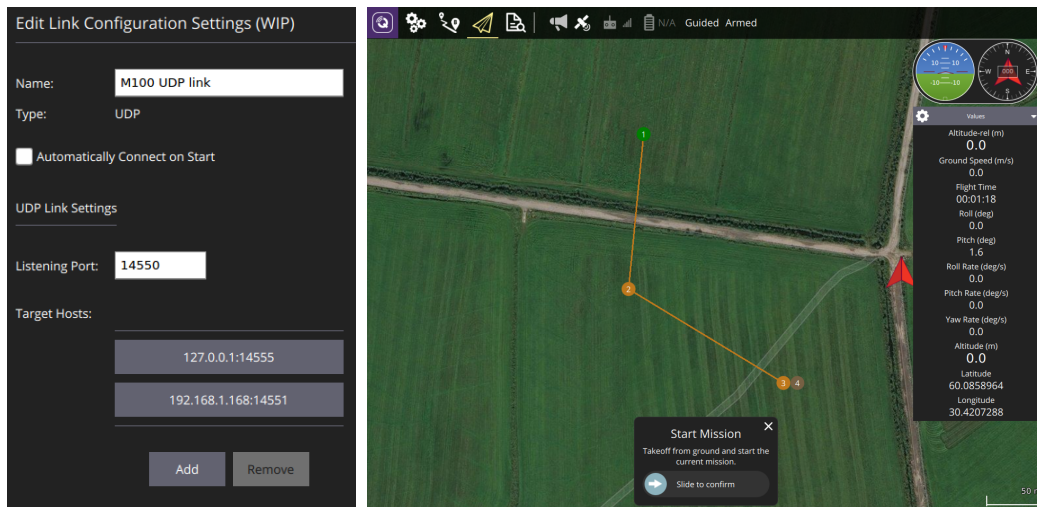 Edit Link Configuration Settings (WIP)
Name:
M100 UDP link
Type:
UDP
Automatically Connect on Start
UDP Link Settings
Listening Port:
14550
Target Hosts:
127.0.0.1:14555
192.168.1.168:14551
Add
Remove
N/A
Guided
Armed
1
2
3
4
10
10
-10
-10
N
W
000
E
S
Values
Altitude-rel (m)
0.0
Ground Speed (m/s)
0.0
Flight Time
00:01:18
Roll (deg)
0.0
Pitch (deg)
1.6
Roll Rate (deg/s)
0.0
Pitch Rate (deg/s)
0.0
Yaw Rate (deg/s)
0.0
Altitude (m)
0.0
Latitude
60.0858964
Longitude
30.4207288
Start Mission
Takeoff from ground and start the
current mission.
Slide to confirm
50